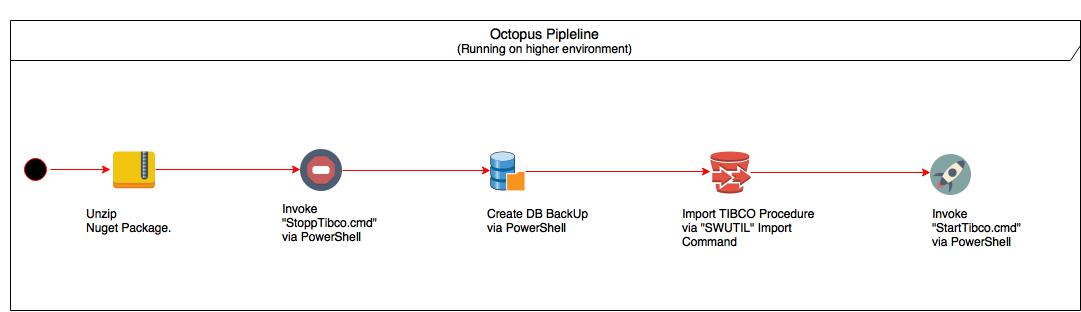 Octopus Pipleline
(Running on higher environment)
Unzip
Nuget Package.
Invoke
"StoppTibco.cmd"
via PowerShell
Create DB BackUp
via PowerShell
Import TIBCO Procedure
via "SWUTIL" Import
Command
Invoke
"StartTibco.cmd"
via PowerShell